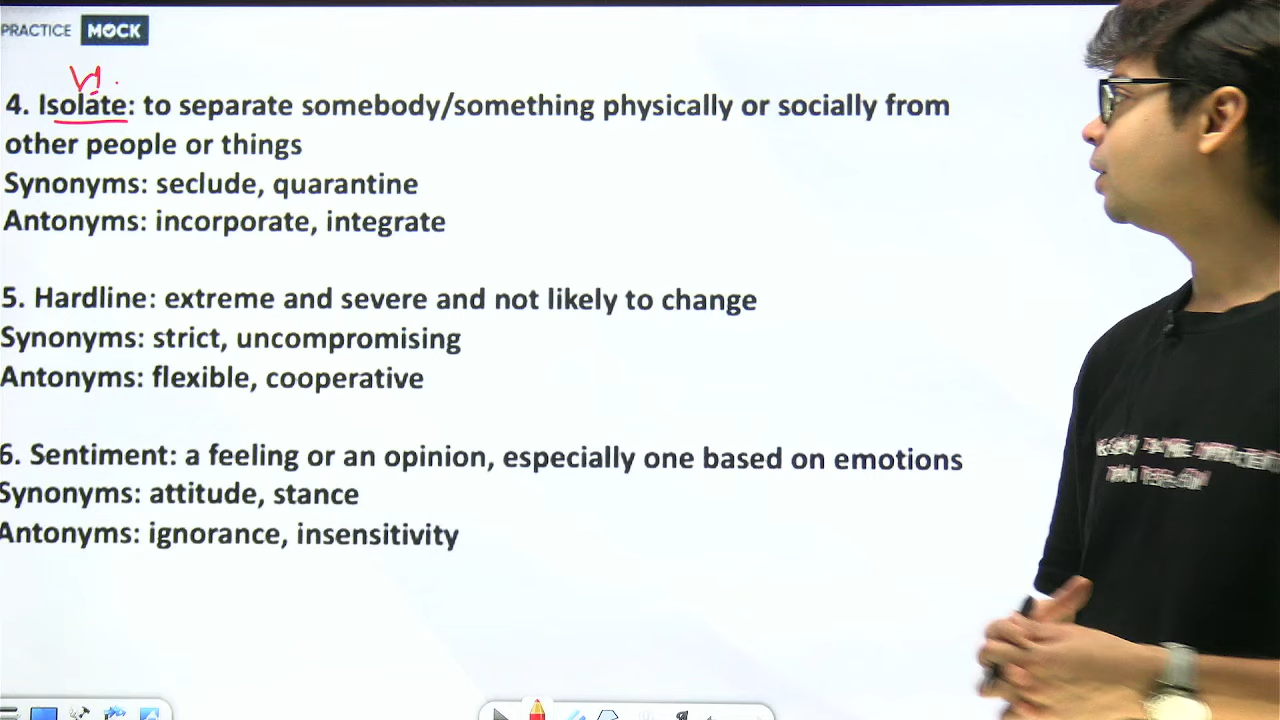 PRACTICE MOCK
V1.
4. Isolate: to separate somebody/something physically or socially from
other people or things
Synonyms: seclude, quarantine
Antonyms: incorporate, integrate
5. Hardline: extreme and severe and not likely to change
Synonyms: strict, uncompromising
Antonyms: flexible, cooperative
6. Sentiment: a feeling or an opinion, especially one based on emotions
Synonyms: attitude, stance
Antonyms: ignorance, insensitivity